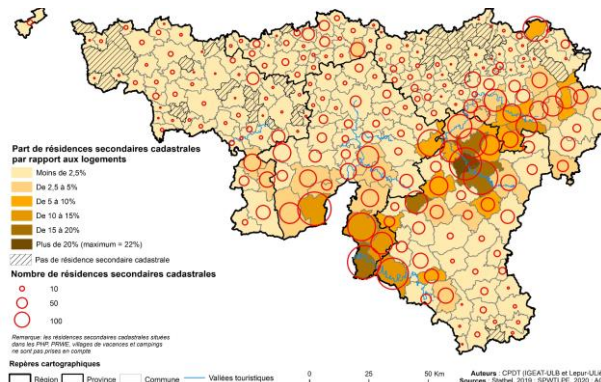 Part de résidences secondaires cadastrales
par rapport aux logements
Moins de 2,5%
De 2,5 à 5%
De 5 à 10%
De 10 à 15%
De 15 à 20%
Plus de 20% (maximum = 22%)
Pas de résidence secondaire cadastrale
Nombre de résidences secondaires cadastrales
10
50
100
Remarque: les résidences secondaires cadastrales situées
dans les PHP, PRWE, villages de vacances et campings
ne sont pas prises en compte
Repères cartographiques
Région
Province
Commune
Vallées touristiques
0 25 50 Km
Auteurs : CPDT (IGEAT-ULB et Lepur-ULiè
Sources : Statbel, 2019 ; SPWTLPE, 2020